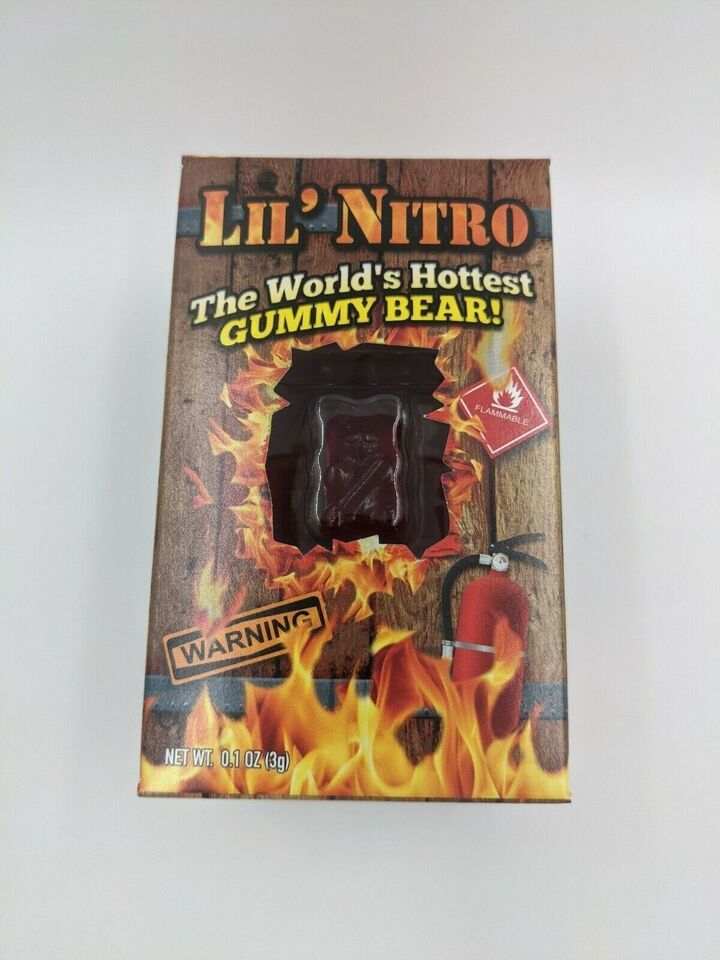 LIL' NITRO
The World's Hottest
GUMMY BEAR!
FLAMMABLE
WARNING
NET WT. 0.1 OZ (3g)